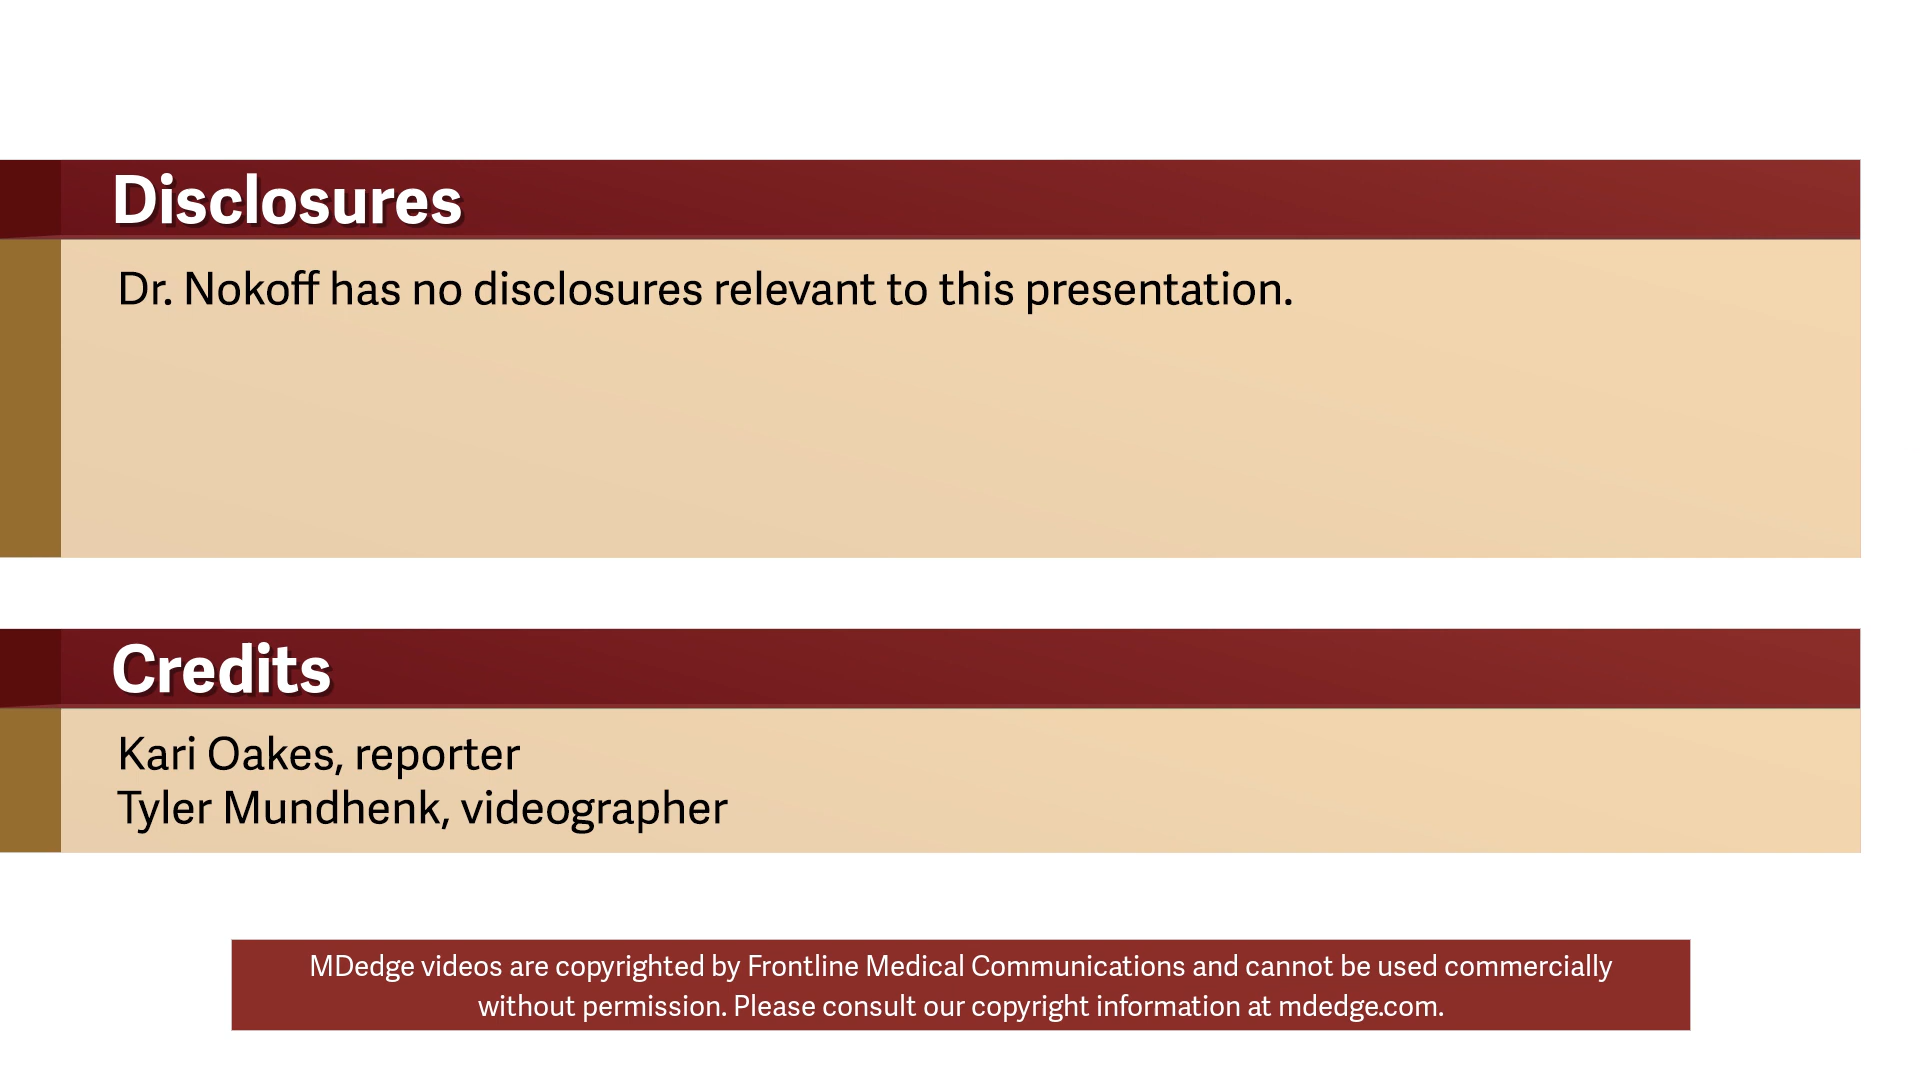 Disclosures
Dr. Nokoff has no disclosures relevant to this presentation.
Credits
Kari Oakes, reporter
Tyler Mundhenk, videographer
MDedge videos are copyrighted by Frontline Medical Communications and cannot be used commercially
without permission. Please consult our copyright information at mdedge.com.